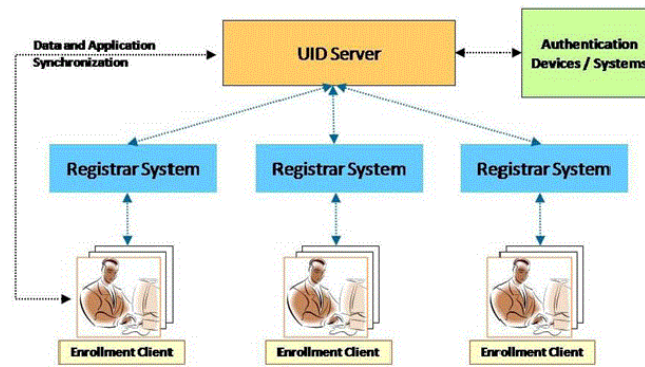 Data and Application
Synchronization
UID Server
Authentication
Devices / Systems
Registrar System
Registrar System
Registrar System
Enrollment Client
Enrollment Client
Enrollment Client